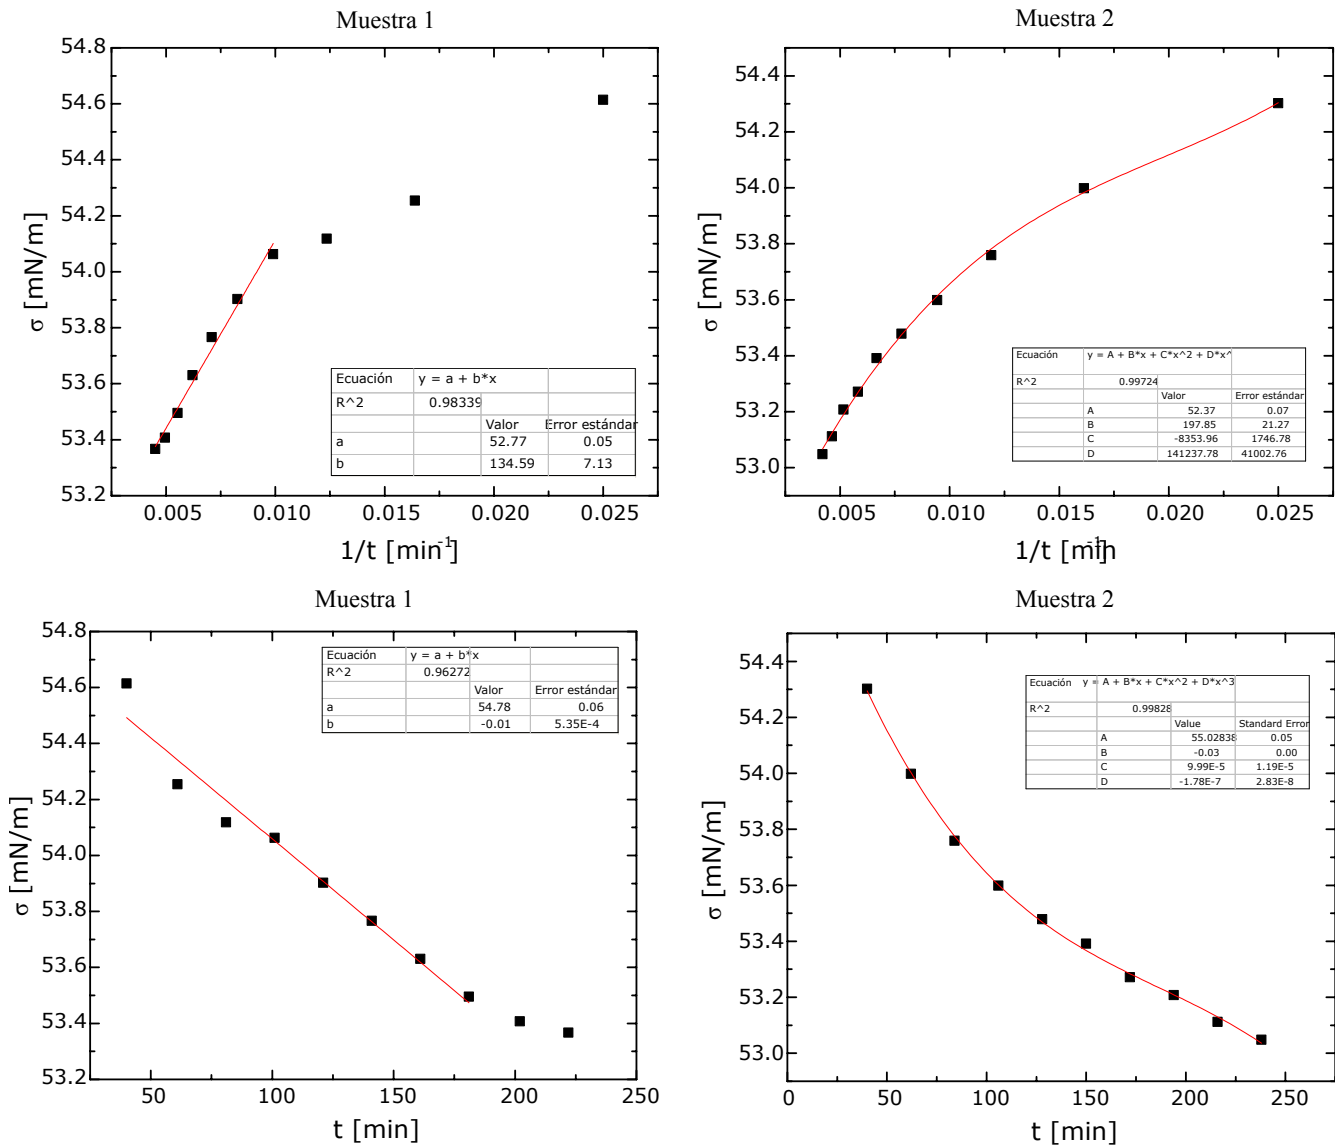 Muestra 1
54.8
54.6
54.4
54.2
54.0
53.8
53.6
53.4
53.2
σ [mN/m]
Ecuación y = a + b*x
R^2 0.98339
Valor Error estándar
a 52.77 0.05
b 134.59 7.13
0.005 0.010 0.015 0.020 0.025
1/t [min-1]
Muestra 2
54.4
54.2
54.0
53.8
53.6
53.4
53.2
53.0
σ [mN/m]
Ecuación y = A + B*x + C*x^2 + D*x^
R^2 0.99724
Valor Error estándar
A 52.37 0.07
B 197.85 21.27
C -8353.96 1746.78
D 141237.78 41002.76
0.005 0.010 0.015 0.020 0.025
1/t [min-1]
Muestra 1
54.8
54.6
54.4
54.2
54.0
53.8
53.6
53.4
53.2
σ [mN/m]
Ecuación y = a + b*x
R^2 0.96272
Valor Error estándar
a 54.78 0.06
b -0.01 5.35E-4
50 100 150 200 250
t [min]
Muestra 2
54.4
54.2
54.0
53.8
53.6
53.4
53.2
53.0
σ [mN/m]
Ecuación y = A + B*x + C*x^2 + D*x^3
R^2 0.99828
Value Standard Error
A 55.02838 0.05
B -0.03 0.00
C 9.99E-5 1.19E-5
D -1.78E-7 2.83E-8
0 50 100 150 200 250
t [min]